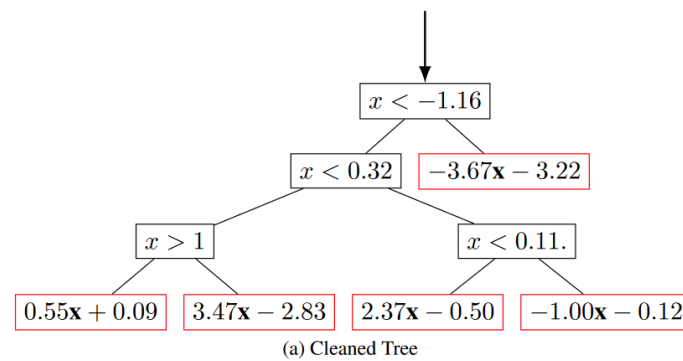 x < −1.16
x < 0.32
−3.67x − 3.22
x > 1
x < 0.11.
0.55x + 0.09
3.47x − 2.83
2.37x − 0.50
−1.00x − 0.12
(a) Cleaned Tree